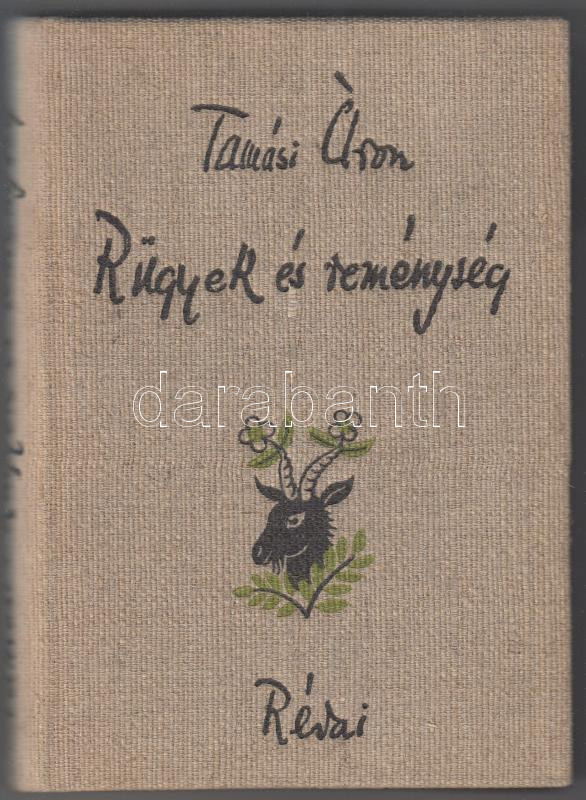 Tamási Áron
Rügyek és reménység
darabanth
Révai